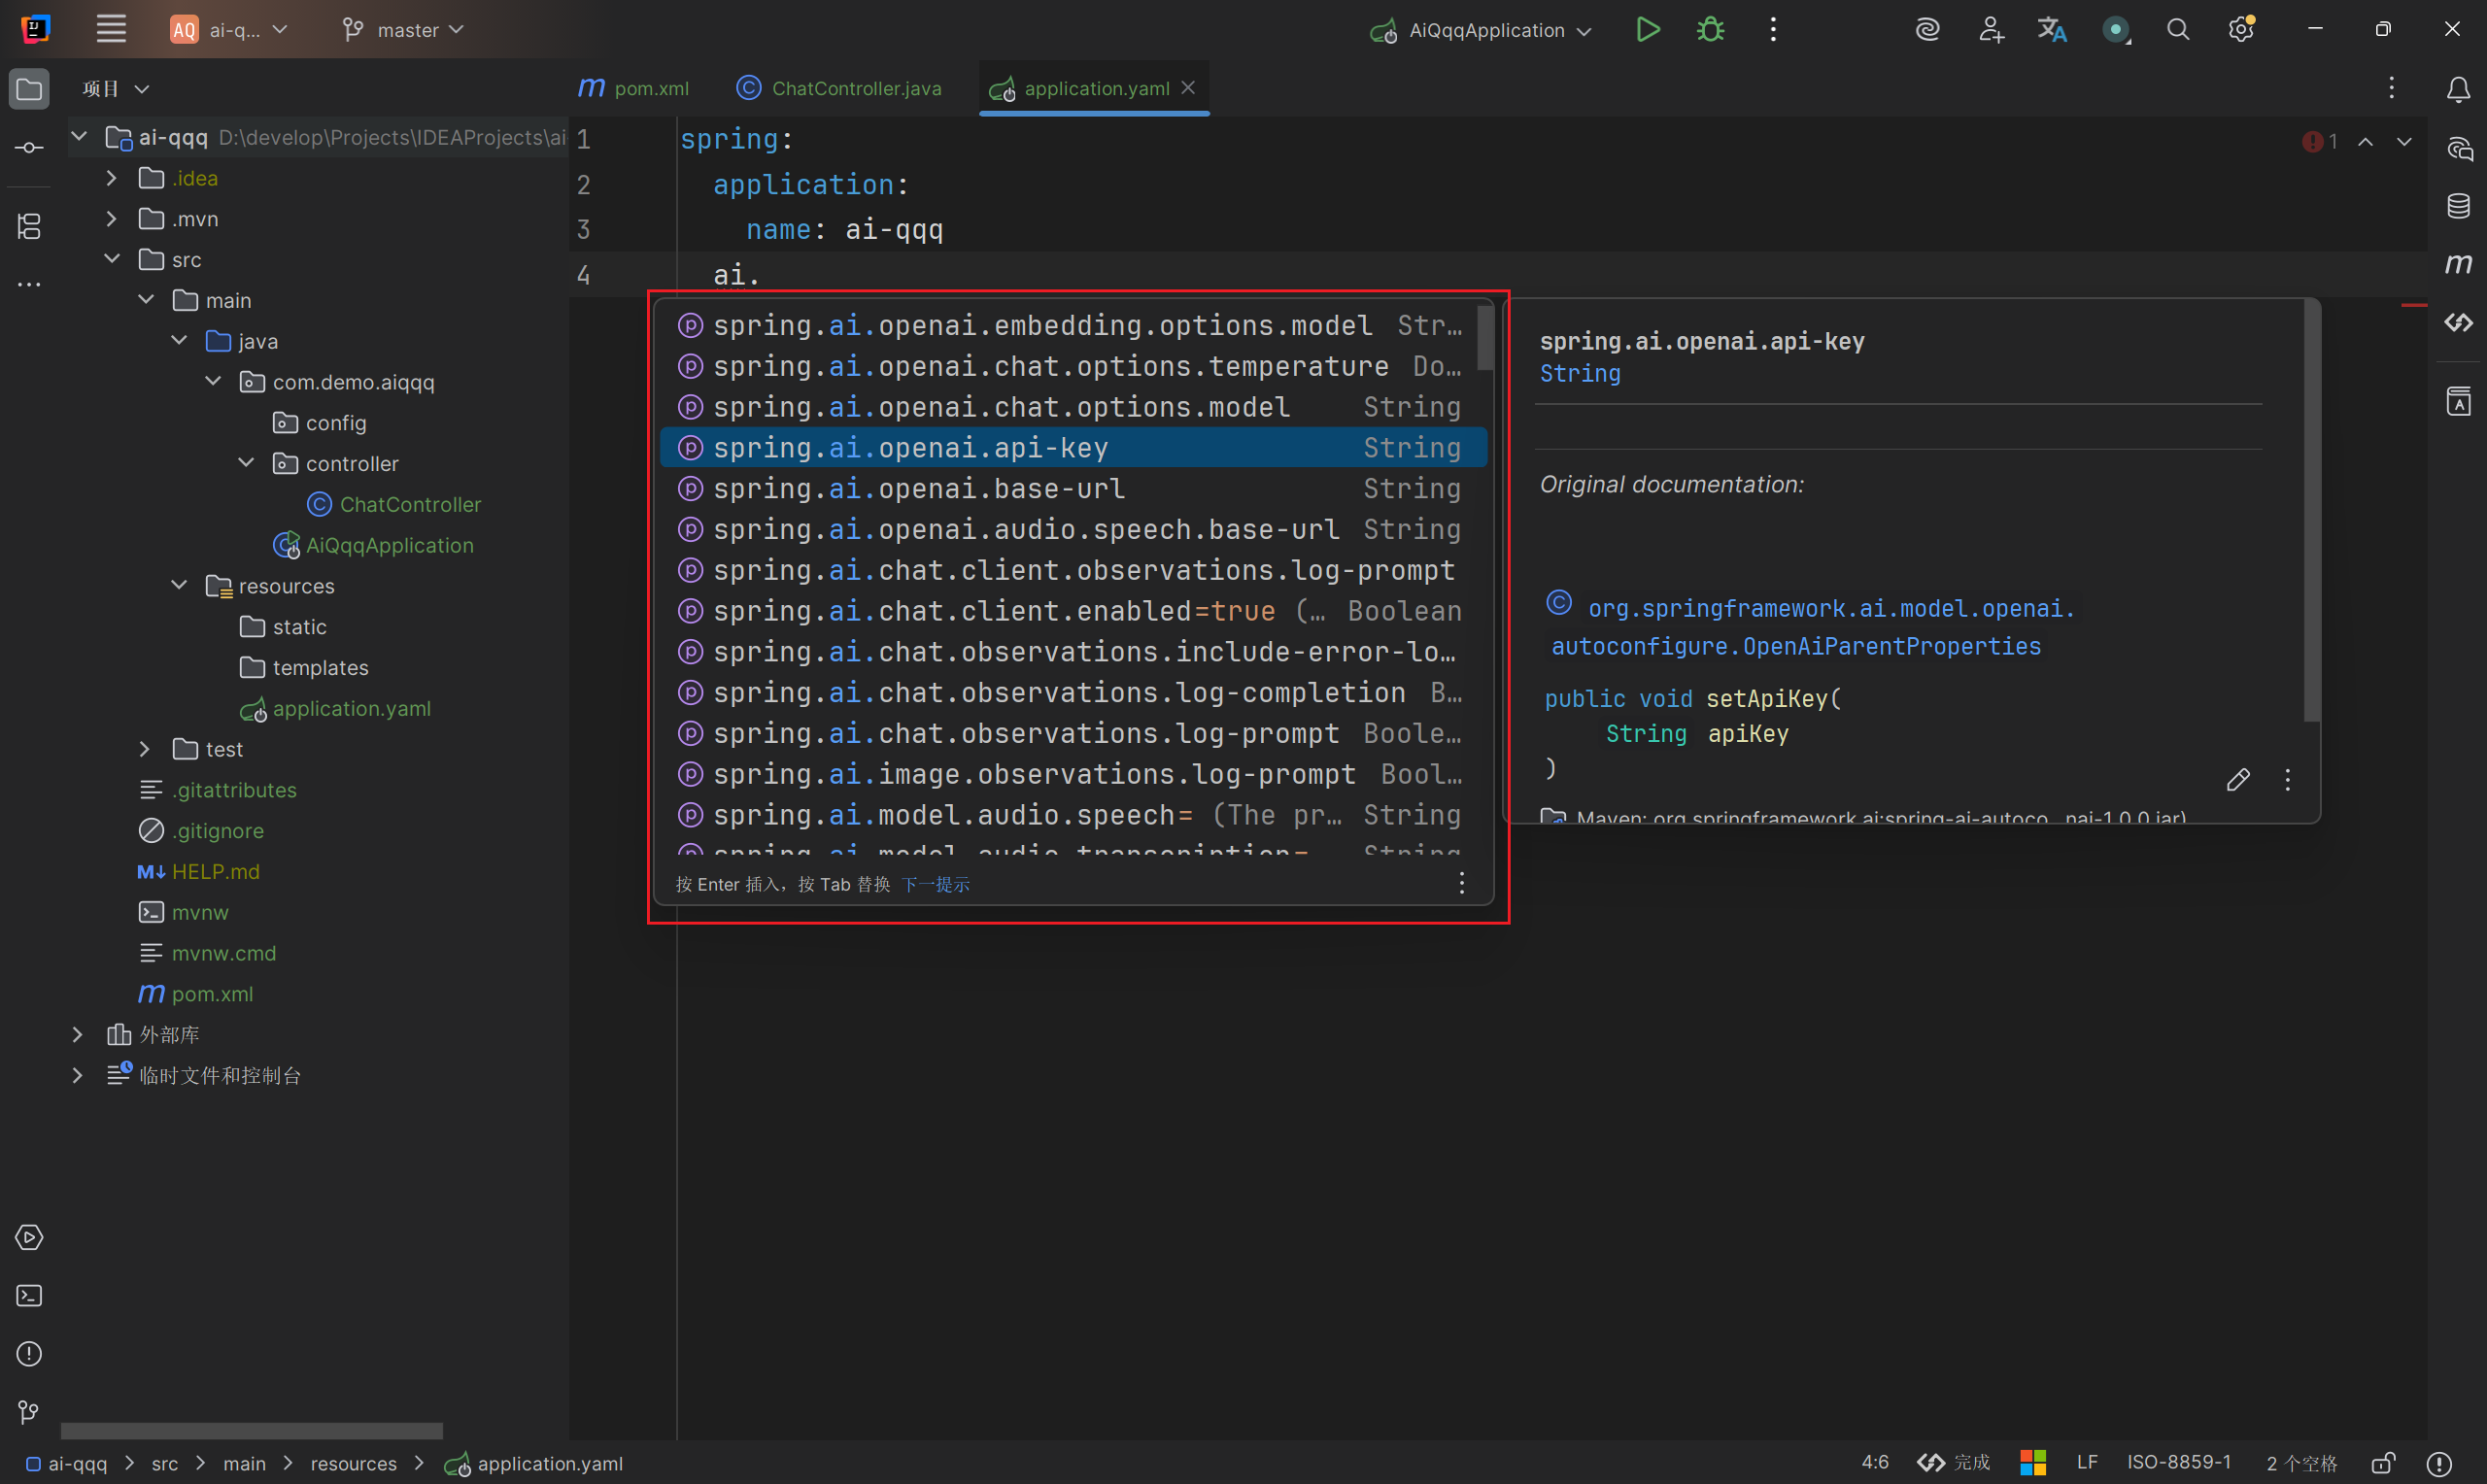 AQ ai-q... master AiQqqApplication
项目
pom.xml ChatController.java application.yaml
ai-qqq D:\develop\Projects\IDEAProjects\ai
.idea
.mvn
src
main
java
com.demo.aiqqq
config
controller
ChatController
AiQqqApplication
resources
static
templates
application.yaml
test
.gitattributes
.gitignore
HELP.md
mvnw
mvnw.cmd
pom.xml
外部库
临时文件和控制台
1 spring:
2 application:
3 name: ai-qqq
4 ai.
1
spring.ai.openai.embedding.options.model Str…
spring.ai.openai.chat.options.temperature Do…
spring.ai.openai.chat.options.model String
spring.ai.openai.api-key String
spring.ai.openai.base-url String
spring.ai.openai.audio.speech.base-url String
spring.ai.chat.client.observations.log-prompt
spring.ai.chat.client.enabled=true (… Boolean
spring.ai.chat.observations.include-error-lo…
spring.ai.chat.observations.log-completion B…
spring.ai.chat.observations.log-prompt Boole…
spring.ai.image.observations.log-prompt Bool…
spring.ai.model.audio.speech= (The pr… String
spring.ai.model.audio.transcription= String
按 Enter 插入，按 Tab 替换 下一提示
spring.ai.openai.api-key
String
Original documentation:
org.springframework.ai.model.openai.
autoconfigure.OpenAiParentProperties
public void setApiKey(
String apiKey
)
Maven: org.springframework.ai:spring-ai-autoco…nai-1.0.0.jar)
ai-qqq src main resources application.yaml
4:6 完成 LF ISO-8859-1 2 个空格